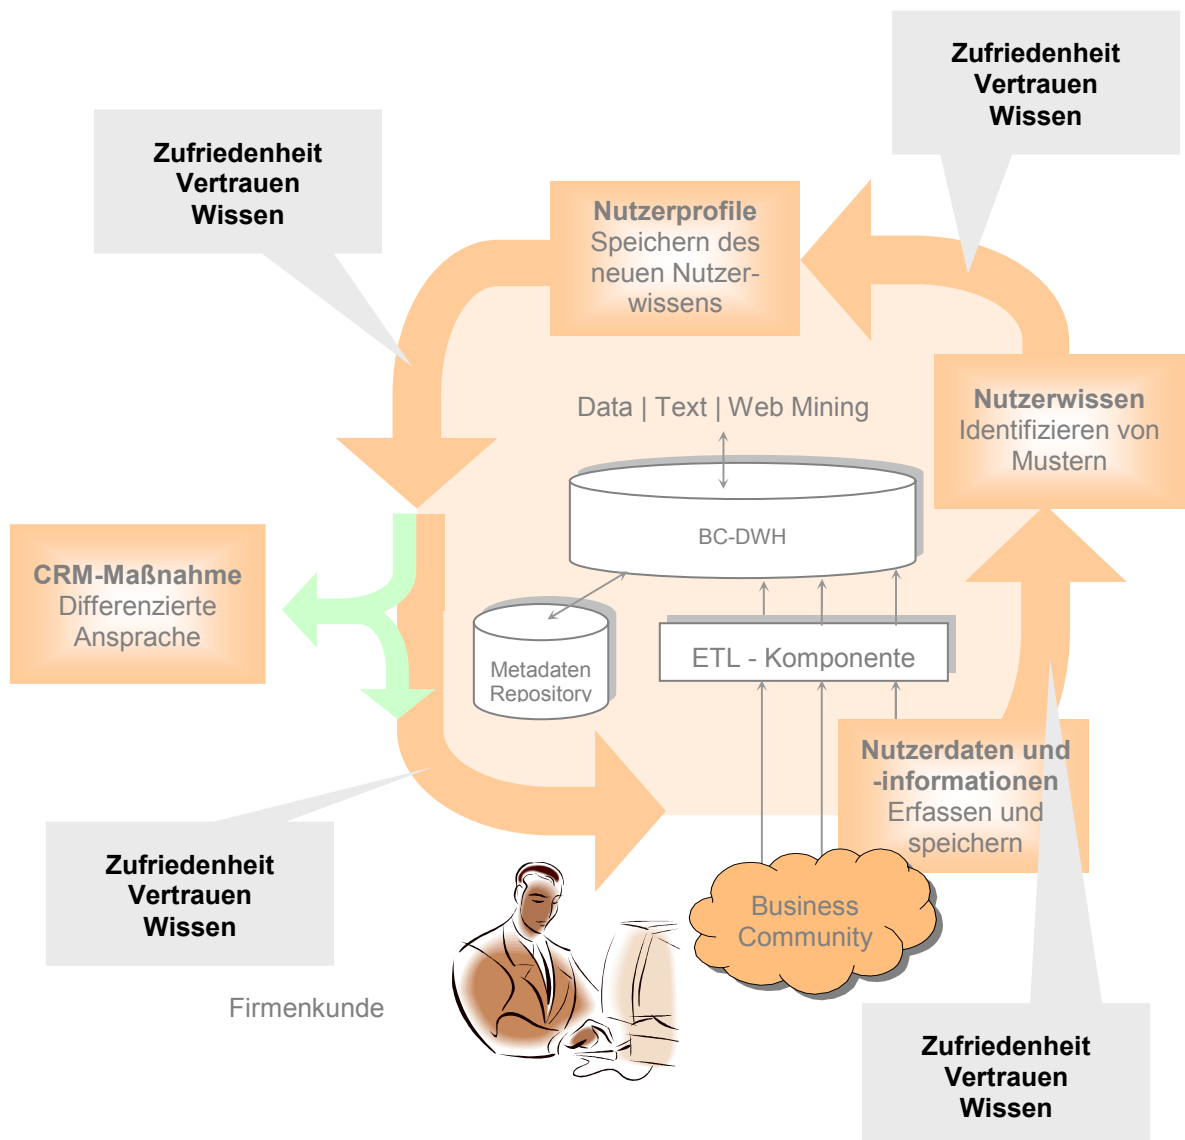 Zufriedenheit
Vertrauen
Wissen
Zufriedenheit
Vertrauen
Wissen
Nutzerprofile
Speichern des
neuen Nutzer-
wissens
Nutzerwissen
Identifizieren von
Mustern
Data | Text | Web Mining
BC-DWH
CRM-Maßnahme
Differenzierte
Ansprache
Metadaten
Repository
ETL - Komponente
Nutzerdaten und
-informationen
Erfassen und
speichern
Zufriedenheit
Vertrauen
Wissen
Business
Community
Firmenkunde
Zufriedenheit
Vertrauen
Wissen